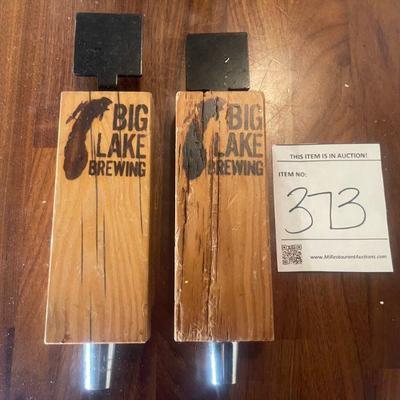 BIG
LAKE
BREWING
BIG
LAKE
BREWING
THIS ITEM IS IN AUCTION!
ITEM NO:
373
www.MiRestaurantAuctions.com